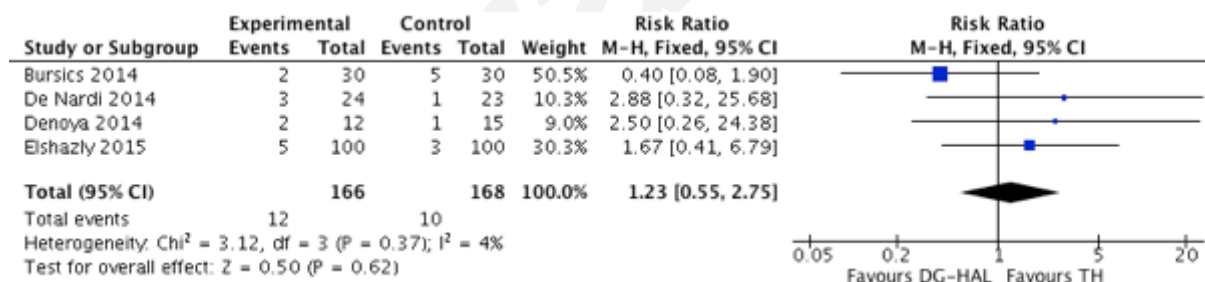 Experimental Control Risk Ratio Risk Ratio
Study or Subgroup Events Total Events Total Weight M-H, Fixed, 95% CI M-H, Fixed, 95% CI
Bursics 2014 2 30 5 30 50.5% 0.40 [0.08, 1.90]
De Nardi 2014 3 24 1 23 10.3% 2.88 [0.32, 25.68]
Denoya 2014 2 12 1 15 9.0% 2.50 [0.26, 24.38]
Elshazly 2015 5 100 3 100 30.3% 1.67 [0.41, 6.79]
Total (95% CI) 166 168 100.0% 1.23 [0.55, 2.75]
Total events 12 10
Heterogeneity: Chi² = 3.12, df = 3 (P = 0.37); I² = 4%
Test for overall effect: Z = 0.50 (P = 0.62)
0.05 0.2 1 5 20
Favours DG-HAL Favours TH